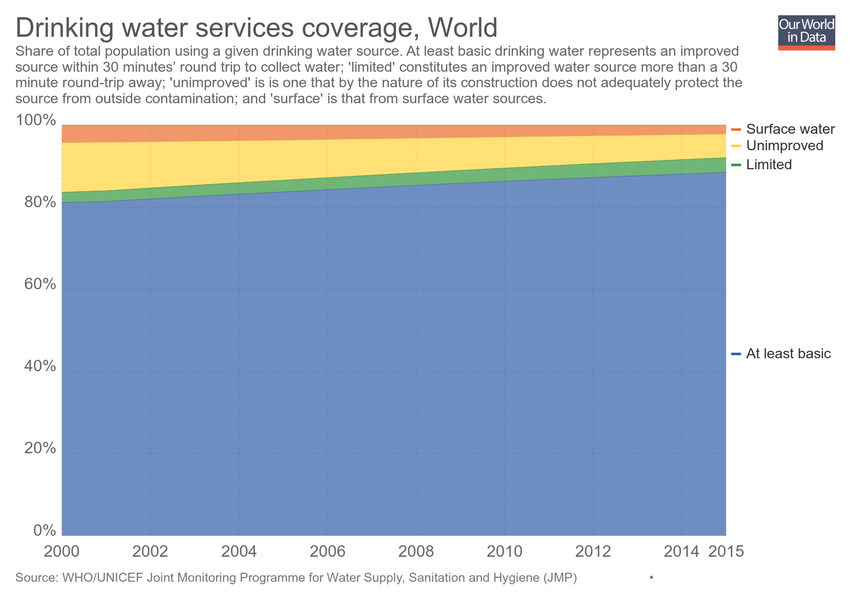 Drinking water services coverage, World
Our World
in Data
Share of total population using a given drinking water source. At least basic drinking water represents an improved
source within 30 minutes’ round trip to collect water; 'limited' constitutes an improved water source more than a 30
minute round-trip away; 'unimproved' is is one that by the nature of its construction does not adequately protect the
source from outside contamination; and 'surface' is that from surface water sources.
100%
80%
60%
40%
20%
0%
Surface water
Unimproved
Limited
At least basic
2000 2002 2004 2006 2008 2010 2012 2014 2015
Source: WHO/UNICEF Joint Monitoring Programme for Water Supply, Sanitation and Hygiene (JMP) •